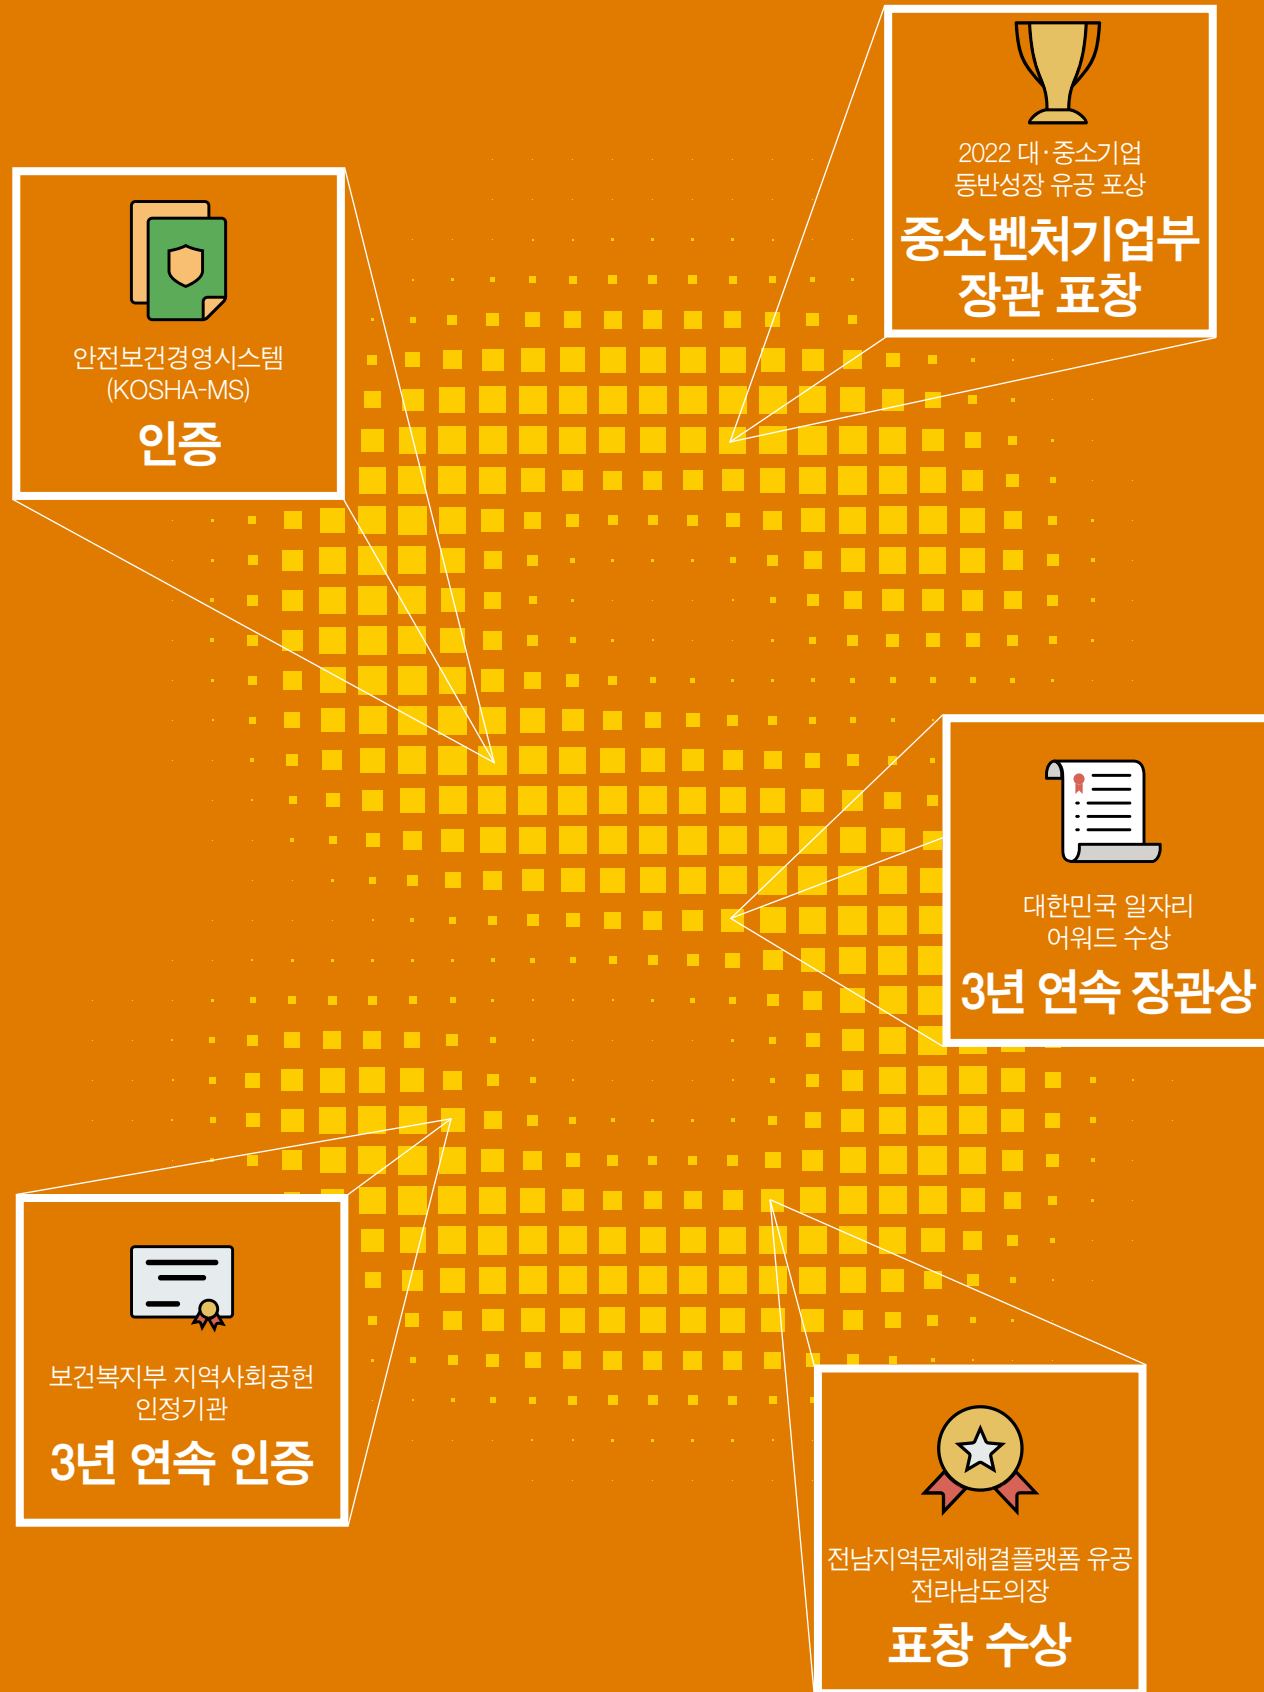 2022 대·중소기업
동반성장 유공 포상
중소벤처기업부
장관 표창
안전보건경영시스템
(KOSHA-MS)
인증
대한민국 일자리
어워드 수상
3년 연속 장관상
보건복지부 지역사회공헌
인정기관
3년 연속 인증
전남지역문제해결플랫폼 유공
전라남도의장
표창 수상